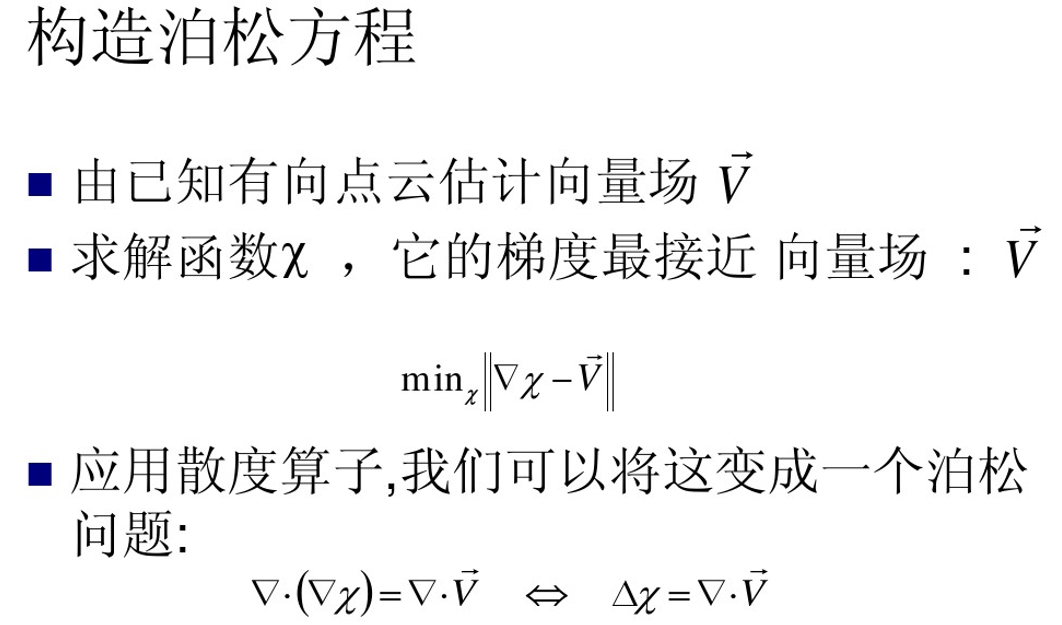 构造泊松方程
■ 由已知有向点云估计向量场 $\vec{V}$
■ 求解函数χ ，它的梯度最接近 向量场 : $\vec{V}$
$\min_{\chi}\left\|\nabla\chi-\vec{V}\right\|$
■ 应用散度算子,我们可以将这变成一个泊松
问题:
$\nabla\cdot(\nabla\chi)=\nabla\cdot\vec{V} \quad \Leftrightarrow \quad \Delta\chi=\nabla\cdot\vec{V}$